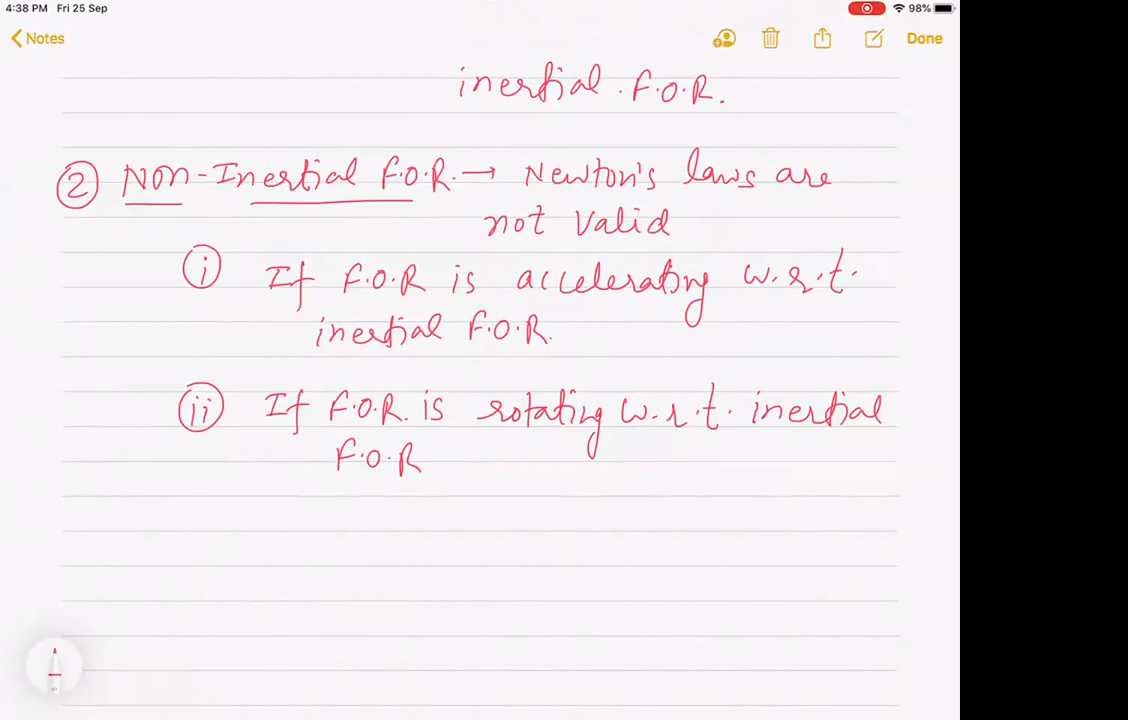 4:38 PM Fri 25 Sep 98%
Notes Done
inertial . F.O.R.
② Non-Inertial F.O.R. → Newton's laws are
not Valid
ⓘ If F.O.R is accelerating w.r.t.
inertial F.O.R.
ii If F.O.R. is rotating w.r.t. inertial
F.O.R